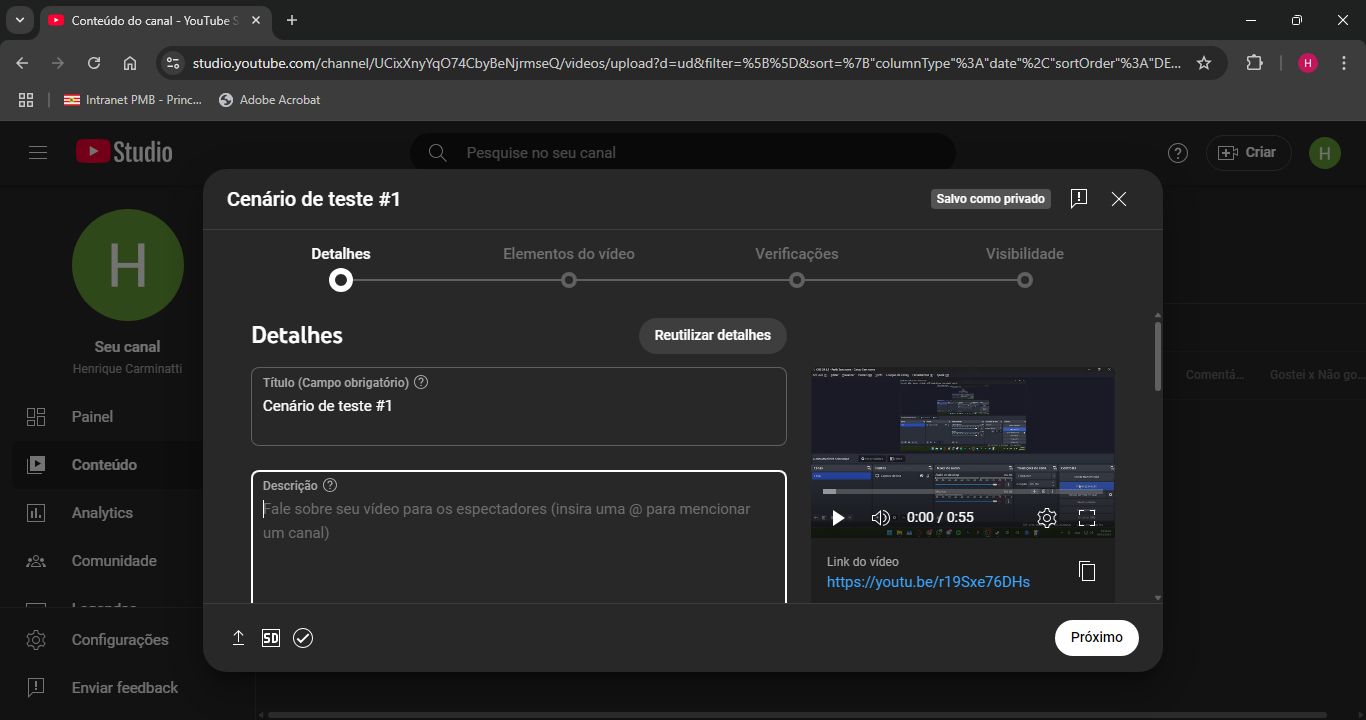 Conteúdo do canal - YouTube S
studio.youtube.com/channel/UCixXnyYqO74CbyBeNjrmseQ/videos/upload?d=ud&filter=%5B%5D&sort=%7B"columnType"%3A"date"%2C"sortOrder"%3A"DE...
H
Intranet PMB - Princ...
Adobe Acrobat
Studio
Pesquise no seu canal
Criar
H
Cenário de teste #1
Salvo como privado
H
Detalhes
Elementos do vídeo
Verificações
Visibilidade
Detalhes
Reutilizar detalhes
Seu canal
Henrique Carminatti
Título (Campo obrigatório)
Cenário de teste #1
Comentá...
Gostei x Não go...
Painel
Conteúdo
Descrição
Fale sobre seu vídeo para os espectadores (insira uma @ para mencionar
um canal)
Analytics
0:00 / 0:55
Comunidade
Link do vídeo
https://youtu.be/r19Sxe76DHs
Legendas
Configurações
SD
Próximo
Enviar feedback